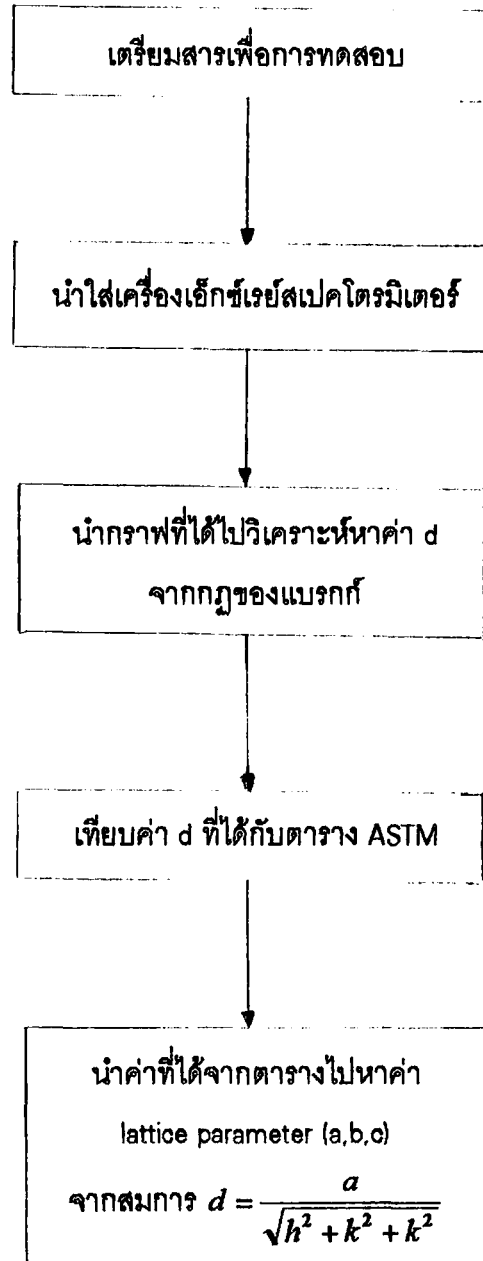 เตรียมสารเพื่อการทดสอบ
นำใส่เครื่องเอ็กซ์เรย์สเปคโตรมิเตอร์
นำกราฟที่ได้ไปวิเคราะห์หาค่า d
จากกฎของแบรกก์
เทียบค่า d ที่ได้กับตาราง ASTM
นำค่าที่ได้จากตารางไปหาค่า
lattice parameter (a,b,c)
จากสมการ $d = \frac{a}{\sqrt{h^2 + k^2 + k^2}}$